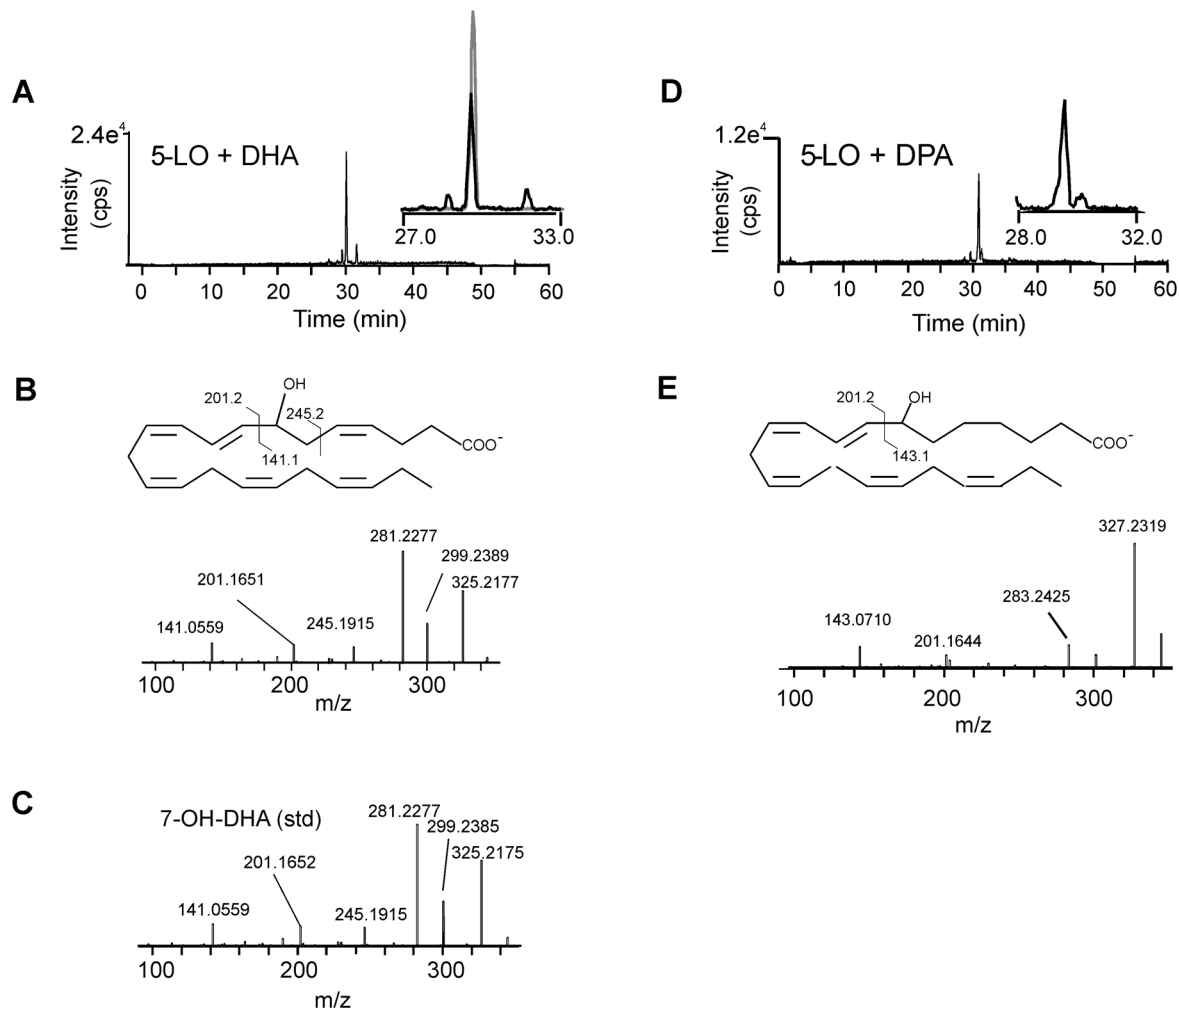 A
2.4e4
5-LO + DHA
Intensity
(cps)
27.0 33.0
0 10 20 30 40 50 60
Time (min)
D
1.2e4
5-LO + DPA
Intensity
(cps)
28.0 32.0
0 10 20 30 40 50 60
Time (min)
B
OH
201.2
245.2
141.1
COO-
281.2277
299.2389
201.1651
325.2177
141.0559
245.1915
100 200 300
m/z
E
OH
201.2
143.1
COO-
327.2319
283.2425
143.0710
201.1644
100 200 300
m/z
C
7-OH-DHA (std)
281.2277
299.2385
201.1652
325.2175
141.0559
245.1915
100 200 300
m/z